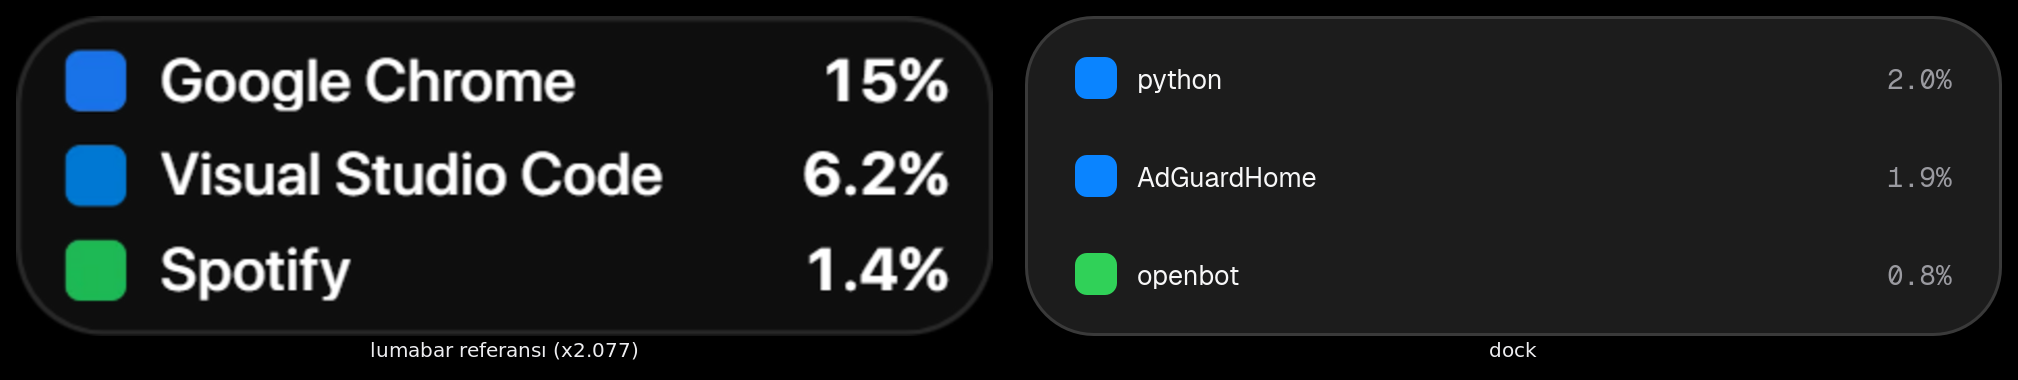 Google Chrome 15%
Visual Studio Code 6.2%
Spotify 1.4%
lumabar referansı (x2.077)
python 2.0%
AdGuardHome 1.9%
openbot 0.8%
dock